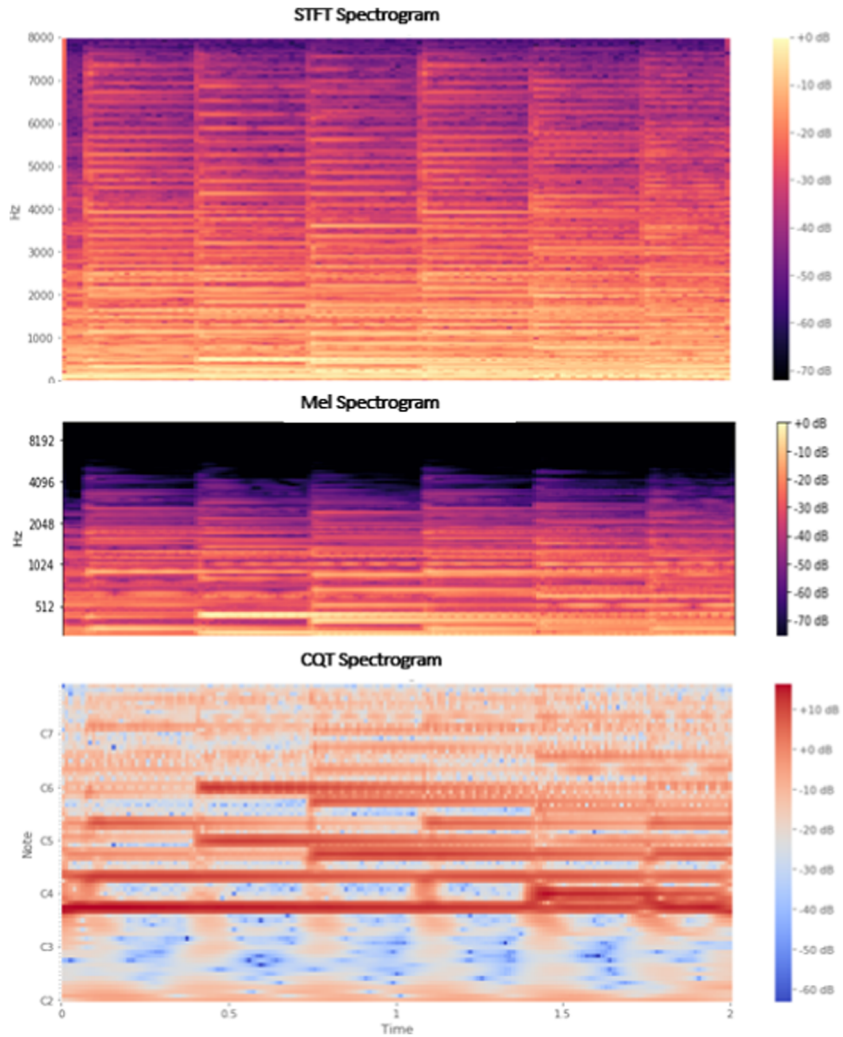 STFT Spectrogram
8000
7000
6000
5000
4000
3000
2000
1000
0
Hz
+0 dB
-10 dB
-20 dB
-30 dB
-40 dB
-50 dB
-60 dB
-70 dB
Mel Spectrogram
8192
4096
2048
1024
512
Hz
+0 dB
-10 dB
-20 dB
-30 dB
-40 dB
-50 dB
-60 dB
-70 dB
CQT Spectrogram
C7
C6
C5
C4
C3
C2
Note
0
0.5
1
1.5
2
Time
+10 dB
+0 dB
-10 dB
-20 dB
-30 dB
-40 dB
-50 dB
-60 dB